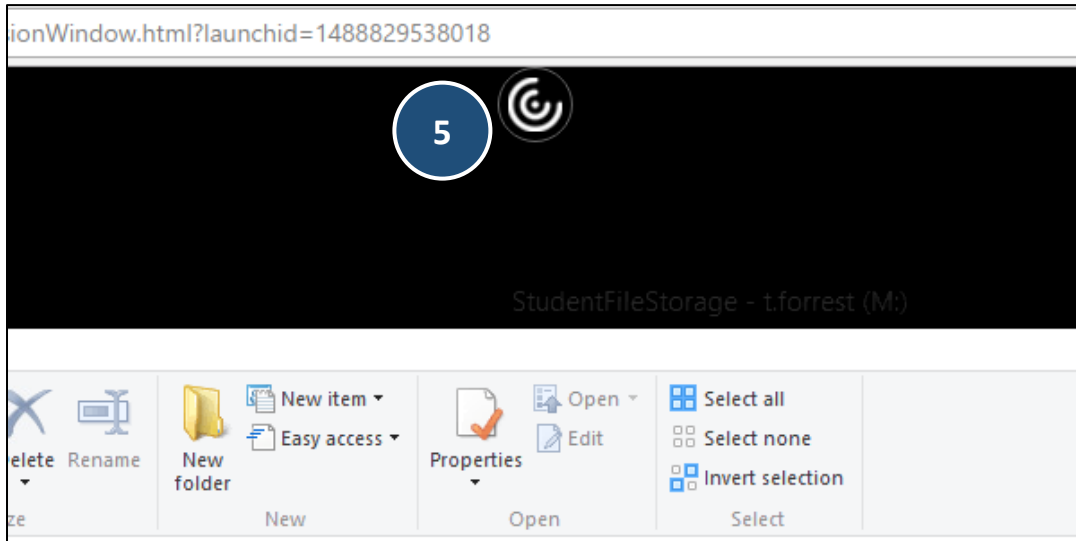 ionWindow.html?launchid=1488829538018
5
StudentFileStorage - t.forrest (M:)
elete
Rename
New
folder
New item
Easy access
Properties
Open
Edit
Select all
Select none
Invert selection
ze
New
Open
Select